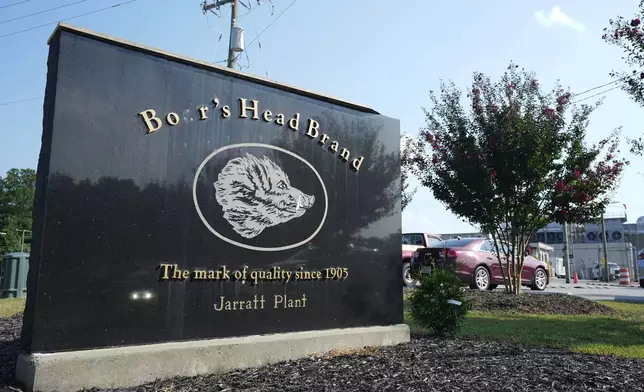 Boar's Head Brand
The mark of quality since 1905
Jarratt Plant